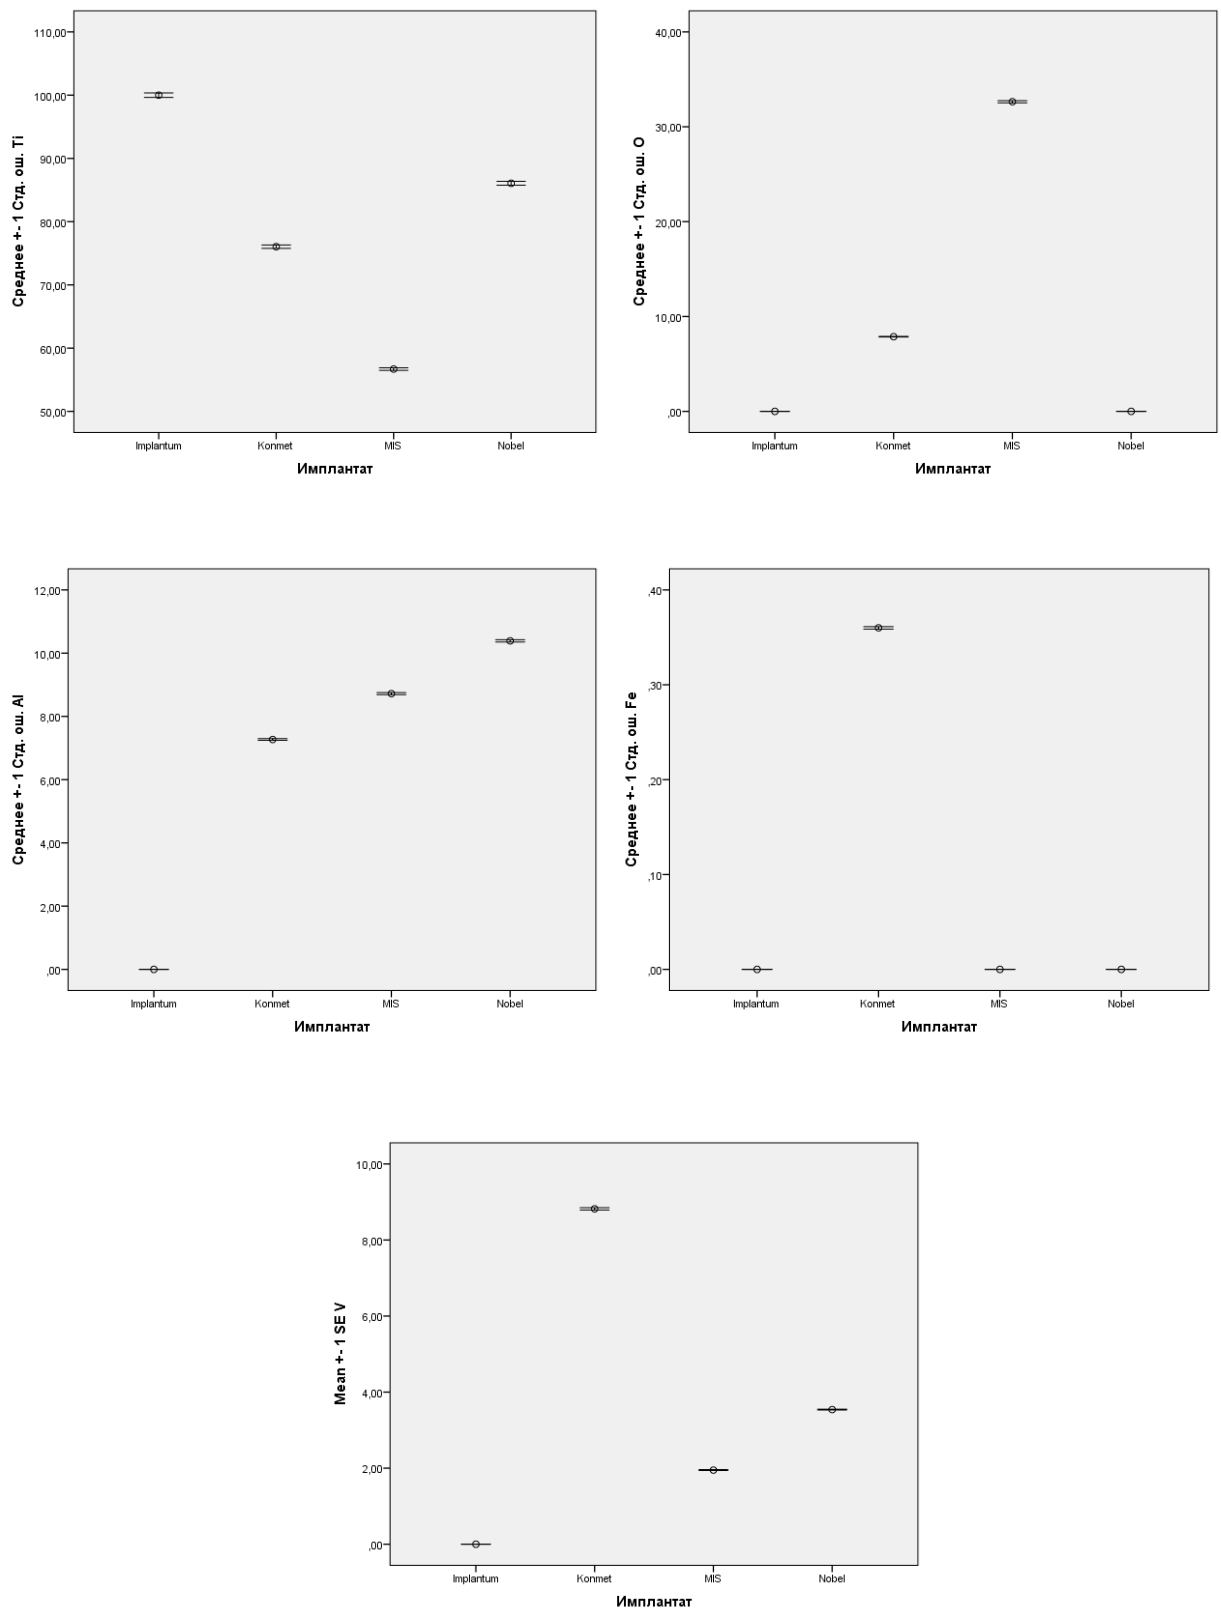 Среднее +- 1 Стд. ош. Ti
110,00
100,00
90,00
80,00
70,00
60,00
50,00
Implantum Konmet MIS Nobel
Имплантат
Среднее +- 1 Стд. ош. O
40,00
30,00
20,00
10,00
,00
Implantum Konmet MIS Nobel
Имплантат
Среднее +- 1 Стд. ош. Al
12,00
10,00
8,00
6,00
4,00
2,00
,00
Implantum Konmet MIS Nobel
Имплантат
Среднее +- 1 Стд. ош. Fe
,40
,30
,20
,10
,00
Implantum Konmet MIS Nobel
Имплантат
Mean +- 1 SE V
10,00
8,00
6,00
4,00
2,00
,00
Implantum Konmet MIS Nobel
Имплантат